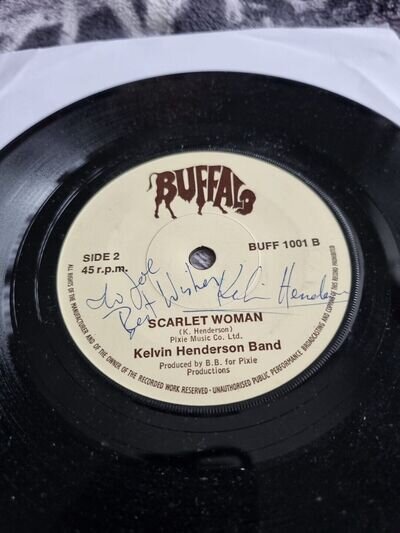 BUFFALO
SIDE 2
45 r.p.m.
BUFF 1001 B
To Joe
Best Wishes
Kelvin Henderson
SCARLET WOMAN
(K. Henderson)
Pixie Music Co. Ltd.
Kelvin Henderson Band
Produced by B.B. for Pixie
Productions
ALL RIGHTS OF THE MANUFACTURER AND OF THE OWNER OF THE RECORDED WORK RESERVED - UNAUTHORISED PUBLIC PERFORMANCE, BROADCASTING AND COPYING OF THIS RECORD PROHIBITED